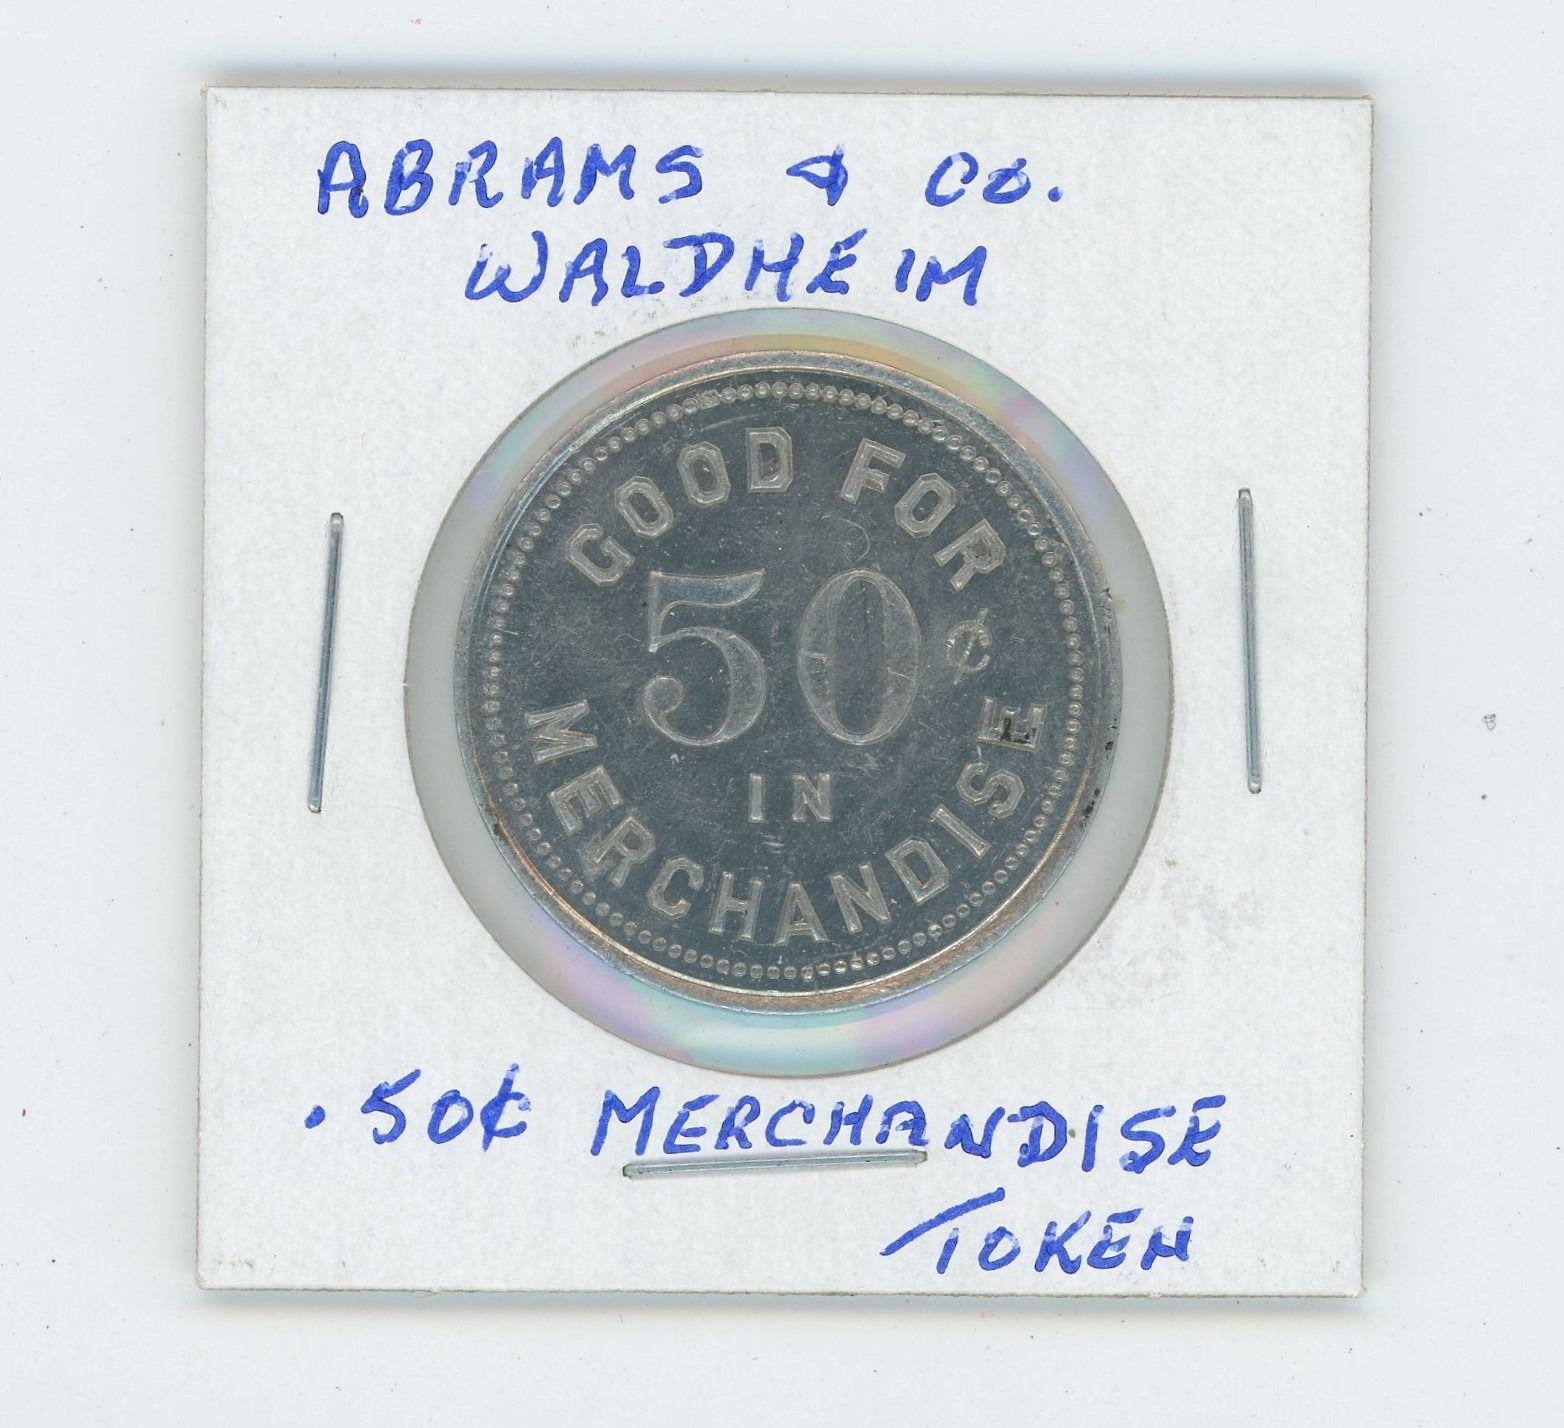 ABRAMS & CO.
WALDHEIM
GOOD FOR
50¢
IN
MERCHANDISE
.50¢ MERCHANDISE
TOKEN